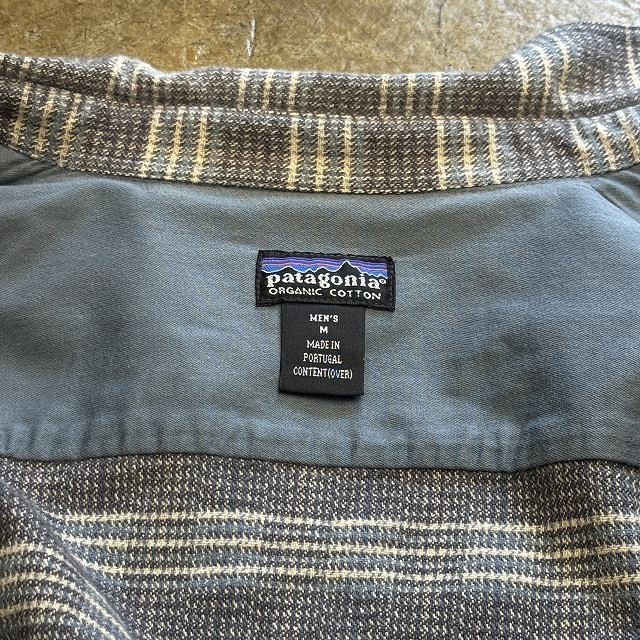 patagonia®
ORGANIC COTTON
MEN'S
M
MADE IN
PORTUGAL
CONTENT(OVER)